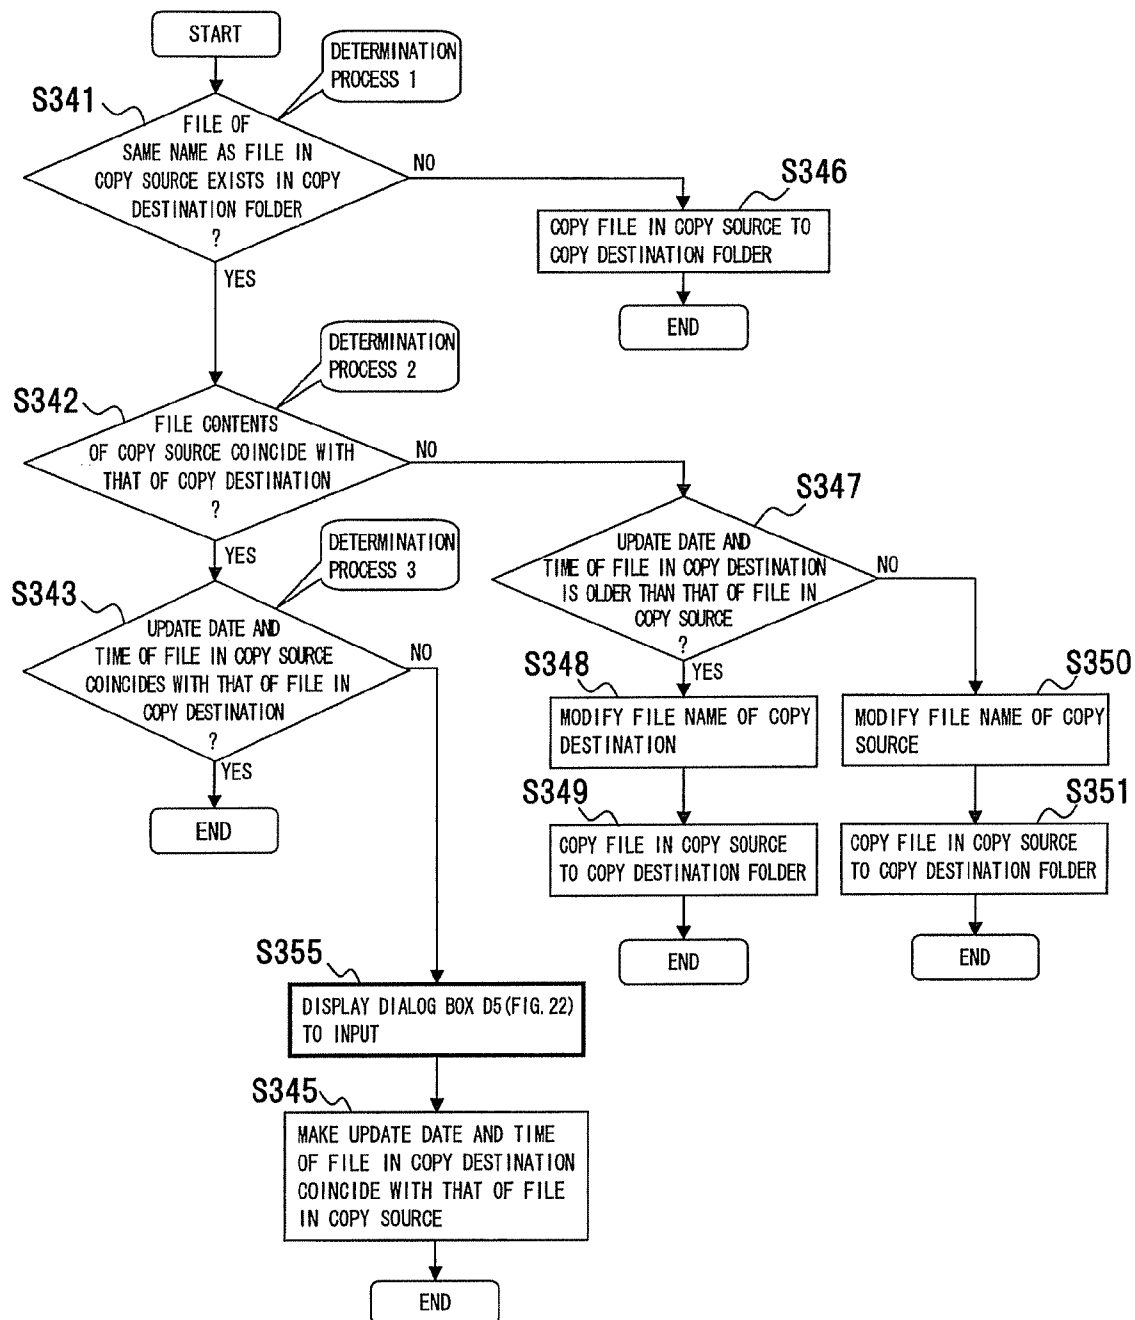 START
DETERMINATION
PROCESS 1
S341
FILE OF
SAME NAME AS FILE IN
COPY SOURCE EXISTS IN COPY
DESTINATION FOLDER
?
NO
YES
S346
COPY FILE IN COPY SOURCE TO
COPY DESTINATION FOLDER
END
DETERMINATION
PROCESS 2
S342
FILE CONTENTS
OF COPY SOURCE COINCIDE WITH
THAT OF COPY DESTINATION
?
NO
YES
DETERMINATION
PROCESS 3
S343
UPDATE DATE AND
TIME OF FILE IN COPY SOURCE
COINCIDES WITH THAT OF FILE IN
COPY DESTINATION
?
NO
YES
END
S347
UPDATE DATE AND
TIME OF FILE IN COPY DESTINATION
IS OLDER THAN THAT OF FILE IN
COPY SOURCE
?
NO
YES
S348
MODIFY FILE NAME OF COPY
DESTINATION
S349
COPY FILE IN COPY SOURCE
TO COPY DESTINATION FOLDER
END
S350
MODIFY FILE NAME OF COPY
SOURCE
S351
COPY FILE IN COPY SOURCE
TO COPY DESTINATION FOLDER
END
S355
DISPLAY DIALOG BOX D5(FIG.22)
TO INPUT
S345
MAKE UPDATE DATE AND TIME
OF FILE IN COPY DESTINATION
COINCIDE WITH THAT OF FILE
IN COPY SOURCE
END